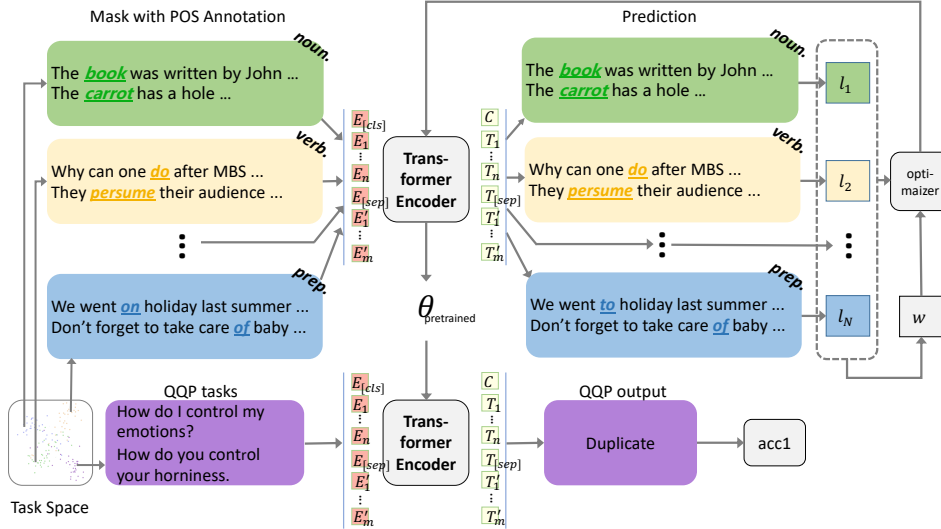 Mask with POS Annotation
Prediction
noun.
The book was written by John ...
The carrot has a hole ...
verb.
Why can one do after MBS ...
They persume their audience ...
prep.
We went on holiday last summer ...
Don't forget to take care of baby ...
E[cls]
E1
...
En
E[sep]
E′1
...
E′m
Trans-
former
Encoder
C
T1
...
Tn
T[sep]
T′1
...
T′m
noun.
The book was written by John ...
The carrot has a hole ...
verb.
Why can one do after MBS ...
They persume their audience ...
prep.
We went to holiday last summer ...
Don't forget to take care of baby ...
l1
l2
lN
opti-
maizer
w
θpretrained
QQP tasks
How do I control my
emotions?
How do you control
your horniness.
Task Space
E[cls]
E1
...
En
E[sep]
E′1
...
E′m
Trans-
former
Encoder
C
T1
...
Tn
T[sep]
T′1
...
T′m
QQP output
Duplicate
acc1